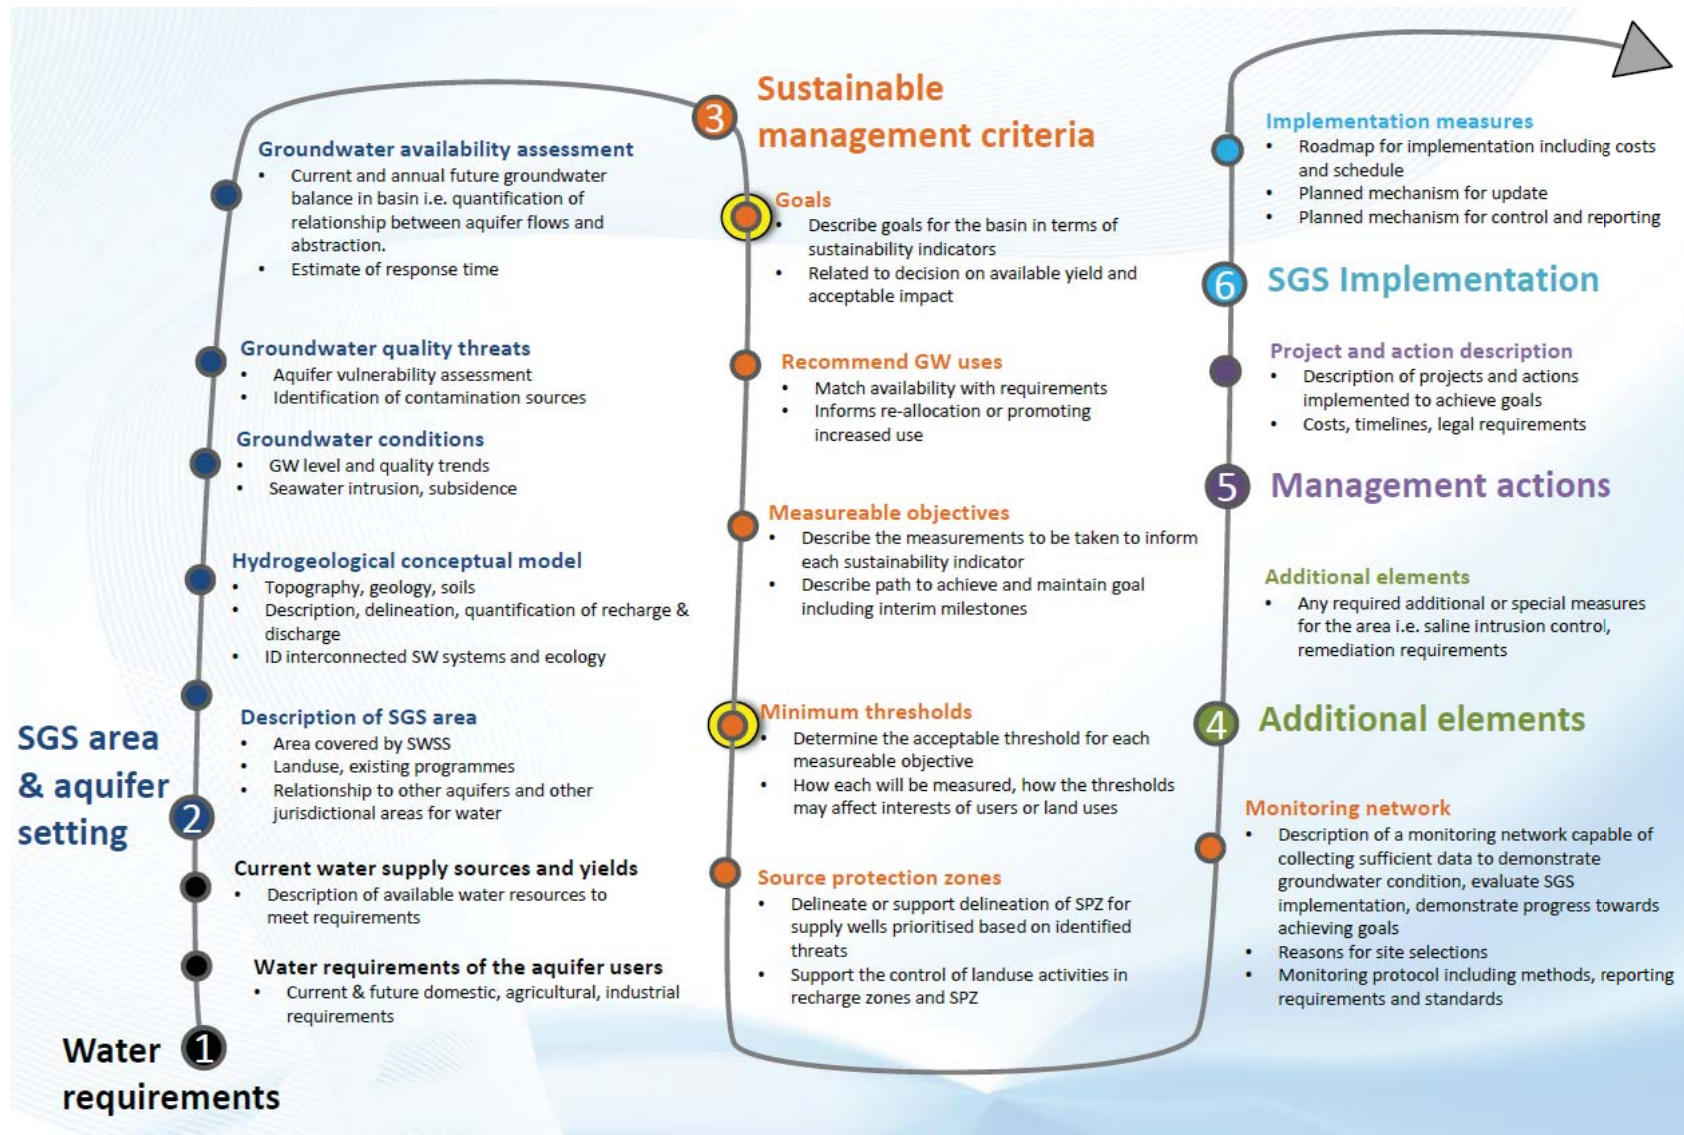 Groundwater availability assessment
• Current and annual future groundwater
balance in basin i.e. quantification of
relationship between aquifer flows and
abstraction.
• Estimate of response time
Groundwater quality threats
• Aquifer vulnerability assessment
• Identification of contamination sources
Groundwater conditions
• GW level and quality trends
• Seawater intrusion, subsidence
Hydrogeological conceptual model
• Topography, geology, soils
• Description, delineation, quantification of recharge &
discharge
• ID interconnected SW systems and ecology
Description of SGS area
• Area covered by SWSS
• Landuse, existing programmes
• Relationship to other aquifers and other
jurisdictional areas for water
SGS area
& aquifer
setting
2
Current water supply sources and yields
• Description of available water resources to
meet requirements
Water requirements of the aquifer users
• Current & future domestic, agricultural, industrial
requirements
Water
requirements
1
3
Sustainable
management criteria
Goals
• Describe goals for the basin in terms of
sustainability indicators
• Related to decision on available yield and
acceptable impact
Recommend GW uses
• Match availability with requirements
• Informs re-allocation or promoting
increased use
Measureable objectives
• Describe the measurements to be taken to inform
each sustainability indicator
• Describe path to achieve and maintain goal
including interim milestones
Minimum thresholds
• Determine the acceptable threshold for each
measureable objective
• How each will be measured, how the thresholds
may affect interests of users or land uses
Source protection zones
• Delineate or support delineation of SPZ for
supply wells prioritised based on identified
threats
• Support the control of landuse activities in
recharge zones and SPZ
Implementation measures
• Roadmap for implementation including costs
and schedule
• Planned mechanism for update
• Planned mechanism for control and reporting
6
SGS Implementation
Project and action description
• Description of projects and actions
implemented to achieve goals
• Costs, timelines, legal requirements
5
Management actions
Additional elements
• Any required additional or special measures
for the area i.e. saline intrusion control,
remediation requirements
4
Additional elements
Monitoring network
• Description of a monitoring network capable of
collecting sufficient data to demonstrate
groundwater condition, evaluate SGS
implementation, demonstrate progress towards
achieving goals
• Reasons for site selections
• Monitoring protocol including methods, reporting
requirements and standards